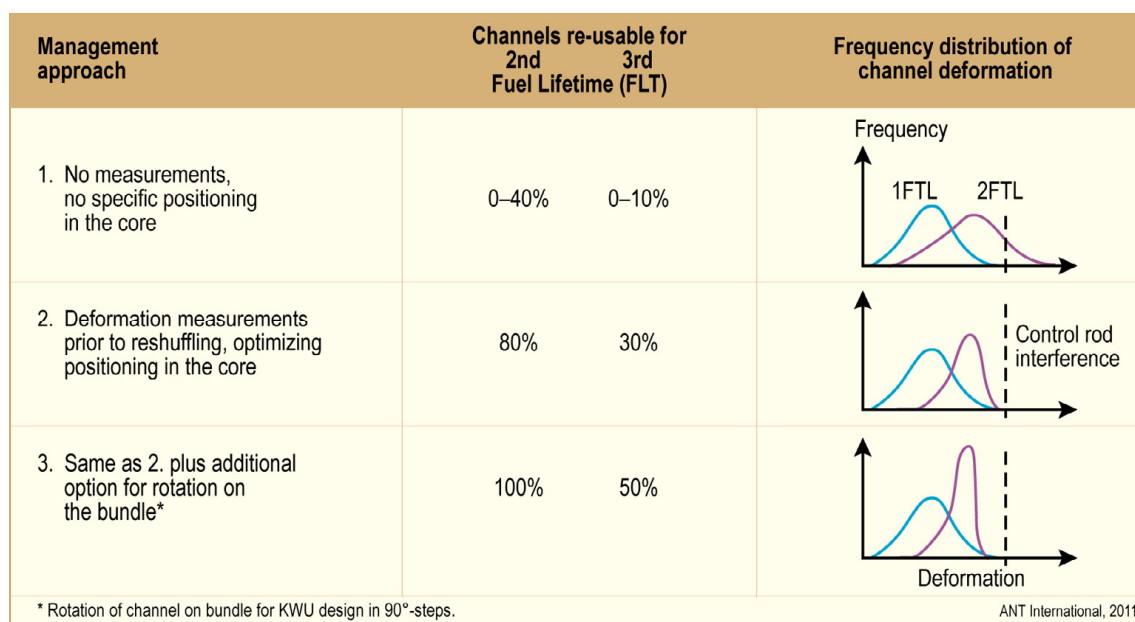 Management
approach
Channels re-usable for
2nd 3rd
Fuel Lifetime (FLT)
Frequency distribution of
channel deformation
1. No measurements,
no specific positioning
in the core
0–40% 0–10%
Frequency
1FTL 2FTL
2. Deformation measurements
prior to reshuffling, optimizing
positioning in the core
80% 30%
Control rod
interference
3. Same as 2. plus additional
option for rotation on
the bundle*
100% 50%
Deformation
* Rotation of channel on bundle for KWU design in 90°-steps.
ANT International, 2011